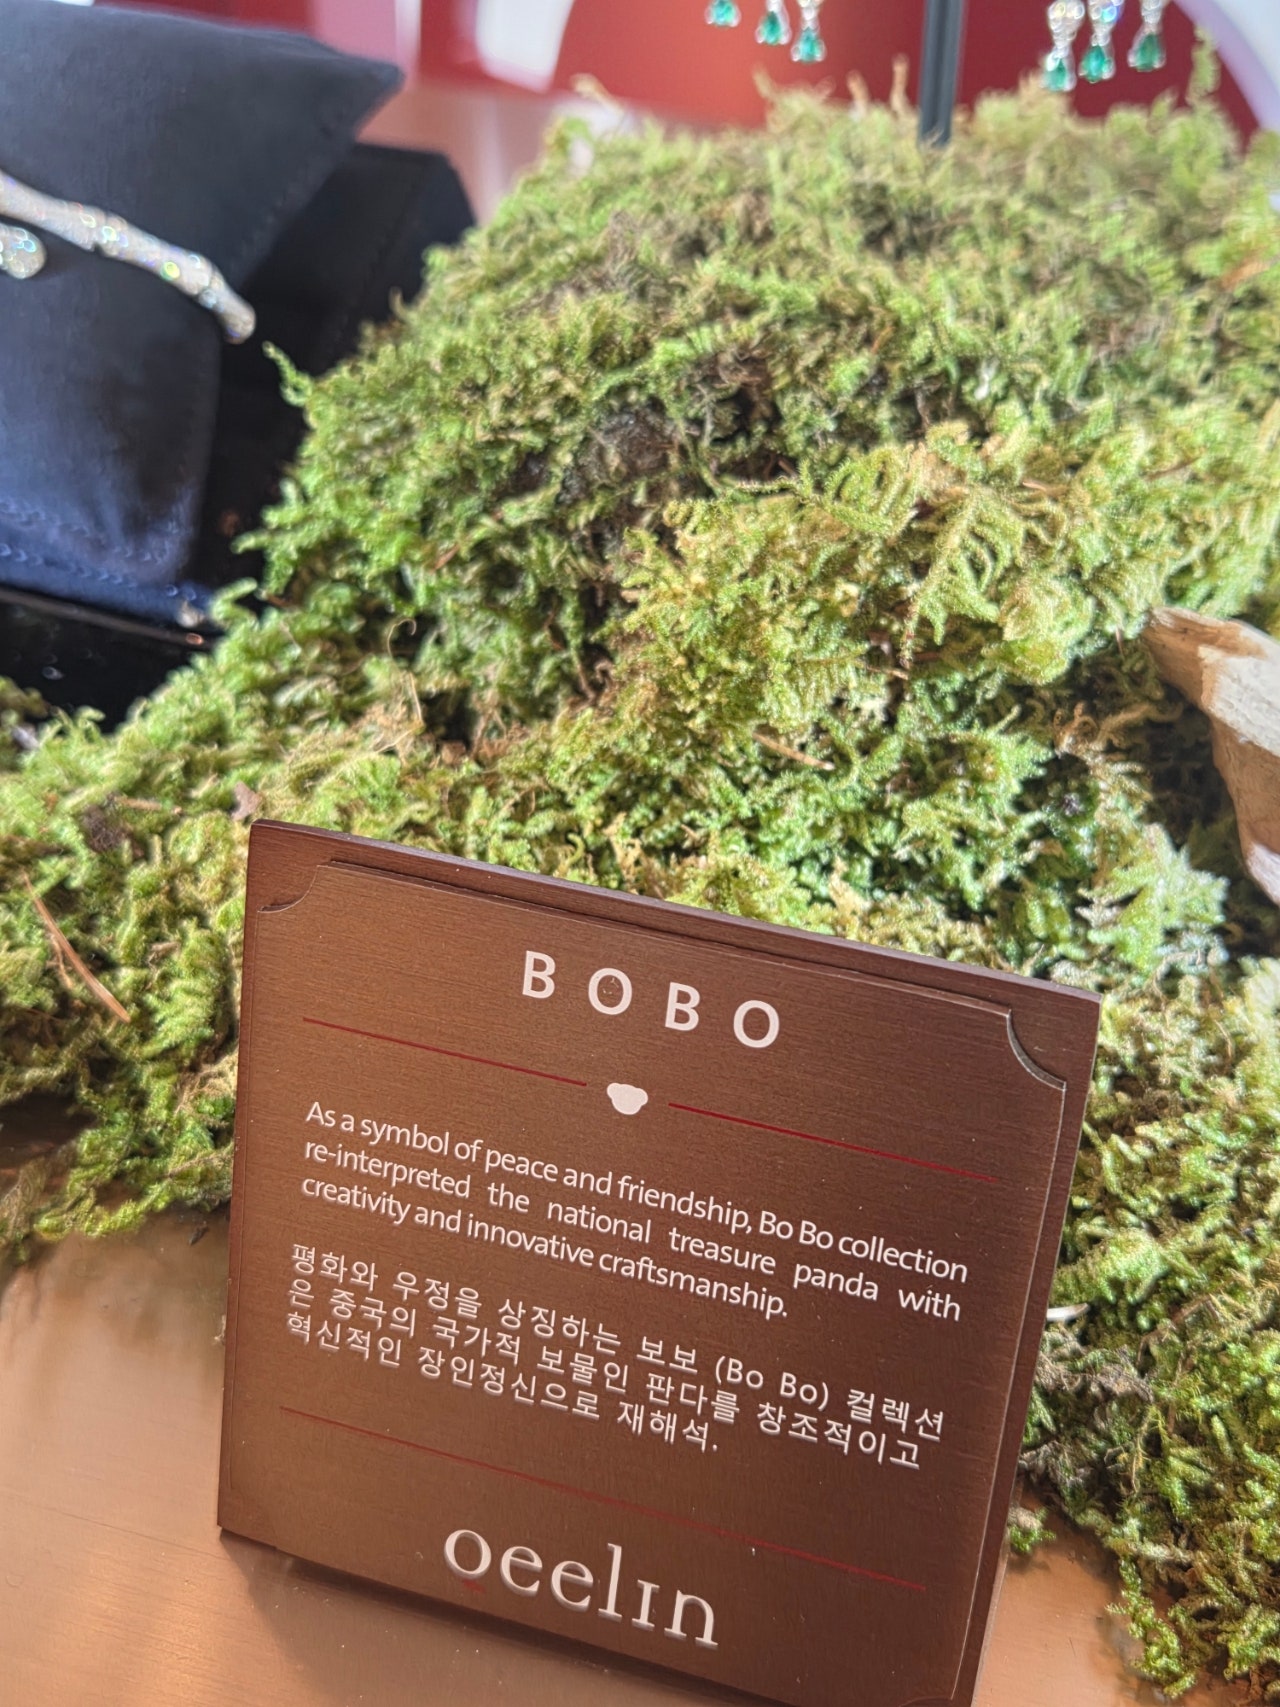 BOBO
As a symbol of peace and friendship, Bo Bo collection
re-interpreted the national treasure panda with
creativity and innovative craftsmanship.
평화와 우정을 상징하는 보보 (Bo Bo) 컬렉션
은 중국의 국가적 보물인 판다를 창조적이고
혁신적인 장인정신으로 재해석.
Qeelin